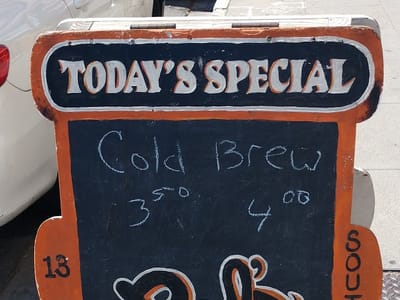 TODAY'S SPECIAL
Cold Brew
3⁵⁰ 4⁰⁰
13